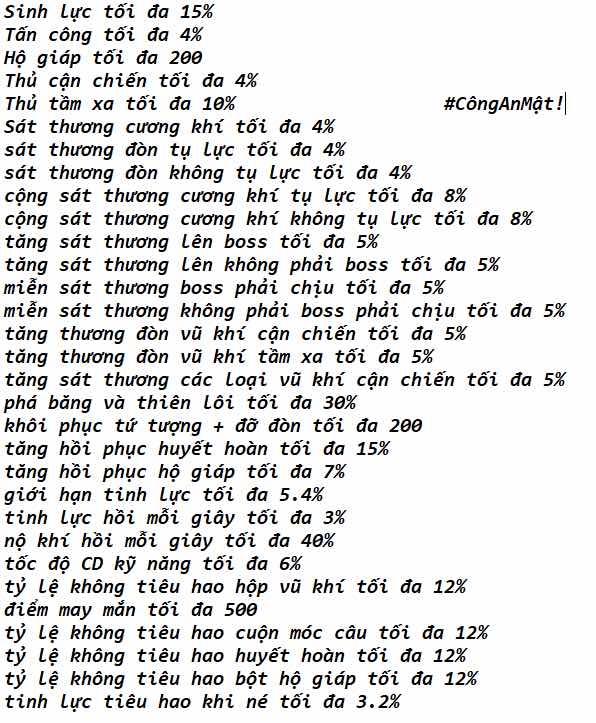 Sinh lực tối đa 15%
Tấn công tối đa 4%
Hộ giáp tối đa 200
Thủ cận chiến tối đa 4%
Thủ tầm xa tối đa 10% #CôngAnMật!
Sát thương cương khí tối đa 4%
sát thương đòn tụ lực tối đa 4%
sát thương đòn không tụ lực tối đa 4%
cộng sát thương cương khí tụ lực tối đa 8%
cộng sát thương cương khí không tụ lực tối đa 8%
tăng sát thương lên boss tối đa 5%
tăng sát thương lên không phải boss tối đa 5%
miễn sát thương boss phải chịu tối đa 5%
miễn sát thương không phải boss phải chịu tối đa 5%
tăng thương đòn vũ khí cận chiến tối đa 5%
tăng thương đòn vũ khí tầm xa tối đa 5%
tăng sát thương các loại vũ khí cận chiến tối đa 5%
phá băng và thiên lôi tối đa 30%
khôi phục tứ tượng + đỡ đòn tối đa 200
tăng hồi phục huyết hoàn tối đa 15%
tăng hồi phục hộ giáp tối đa 7%
giới hạn tinh lực tối đa 5.4%
tinh lực hồi mỗi giây tối đa 3%
nộ khí hồi mỗi giây tối đa 40%
tốc độ CD kỹ năng tối đa 6%
tỷ lệ không tiêu hao hộp vũ khí tối đa 12%
điểm may mắn tối đa 500
tỷ lệ không tiêu hao cuộn móc câu tối đa 12%
tỷ lệ không tiêu hao huyết hoàn tối đa 12%
tỷ lệ không tiêu hao bột hộ giáp tối đa 12%
tinh lực tiêu hao khi né tối đa 3.2%